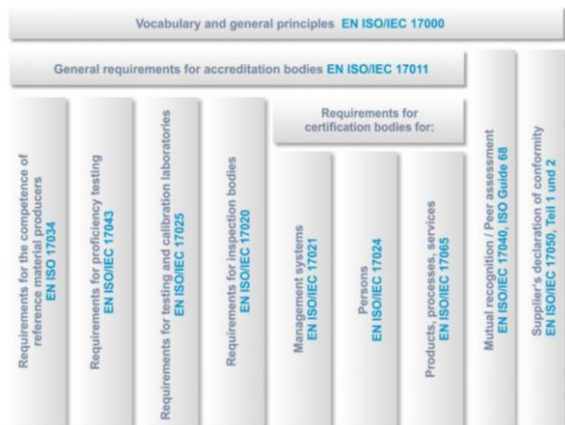 Vocabulary and general principles EN ISO/IEC 17000
General requirements for accreditation bodies EN ISO/IEC 17011
Requirements for the competence of
reference material producers
EN ISO 17034
Requirements for proficiency testing
EN ISO/IEC 17043
Requirements for testing and calibration laboratories
EN ISO/IEC 17025
Requirements for inspection bodies
EN ISO/IEC 17020
Requirements for
certification bodies for:
Management systems
EN ISO/IEC 17021
Persons
EN ISO/IEC 17024
Products, processes, services
EN ISO/IEC 17065
Mutual recognition / Peer assessment
EN ISO/IEC 17040, ISO Guide 68
Supplier's declaration of conformity
EN ISO/IEC 17050, Teil 1 und 2